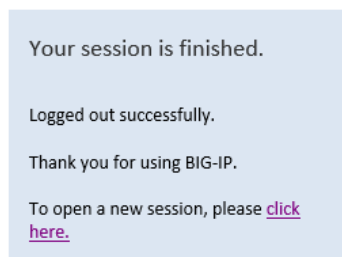 Your session is finished.
Logged out successfully.
Thank you for using BIG-IP.
To open a new session, please click
here.